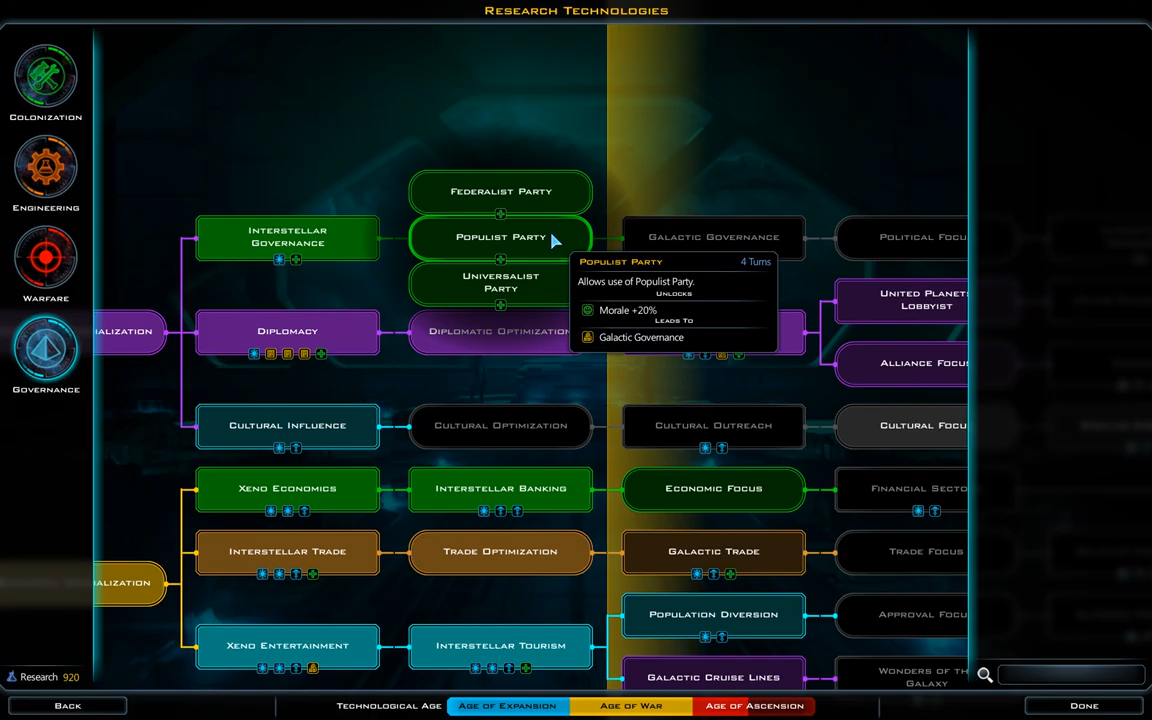 Research Technologies
Colonization
Engineering
Warfare
Governance
Federalist Party
Interstellar
Governance
Populist Party
Galactic Governance
Political Focu
Universalist
Party
Populist Party
4 Turns
Allows use of Populist Party.
Unlocks
Morale +20%
Leads To
Galactic Governance
United Planet
Lobbyist
ialization
Diplomacy
Diplomatic Optimization
Alliance Focu
Cultural Influence
Cultural Optimization
Cultural Outreach
Cultural Focu
Xeno Economics
Interstellar Banking
Economic Focus
Financial Secto
Interstellar Trade
Trade Optimization
Galactic Trade
Trade Focus
ialization
Population Diversion
Approval Focu
Xeno Entertainment
Interstellar Tourism
Galactic Cruise Lines
Wonders of th
Galaxy
Research 920
Back
Technological Age
Age of Expansion
Age of War
Age of Ascension
Done